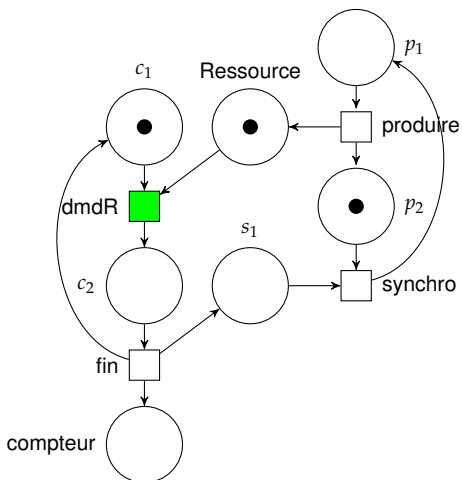 p1
c1
Ressource
produire
dmdR
p2
s1
c2
synchro
fin
compteur